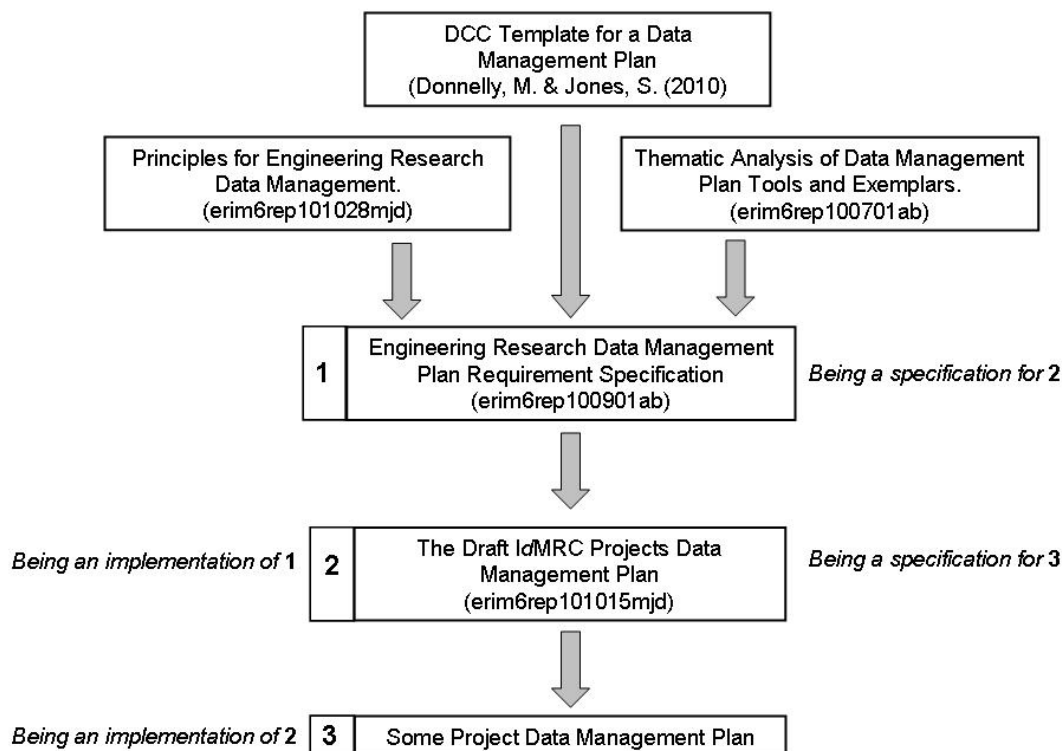 DCC Template for a Data
Management Plan
(Donnelly, M. & Jones, S. (2010)
Principles for Engineering Research
Data Management.
(erim6rep101028mjd)
Thematic Analysis of Data Management
Plan Tools and Exemplars.
(erim6rep100701ab)
1
Engineering Research Data Management
Plan Requirement Specification
(erim6rep100901ab)
Being a specification for 2
Being an implementation of 1
2
The Draft IdMRC Projects Data
Management Plan
(erim6rep101015mjd)
Being a specification for 3
Being an implementation of 2
3
Some Project Data Management Plan